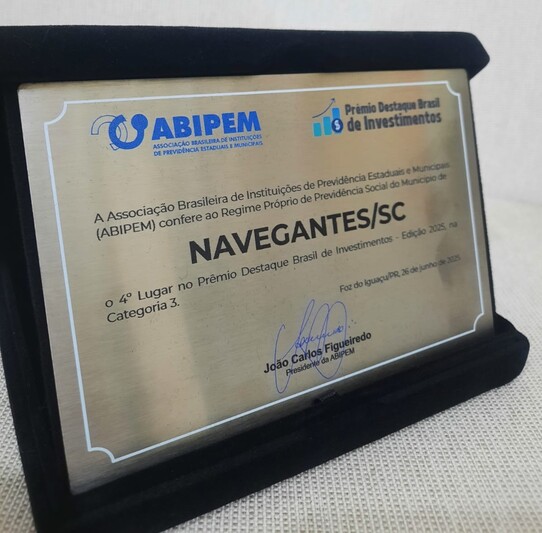 ABIPEM
ASSOCIAÇÃO BRASILEIRA DE INSTITUIÇÕES
DE PREVIDÊNCIA ESTADUAIS E MUNICIPAIS
Prêmio Destaque Brasil
de Investimentos
A Associação Brasileira de Instituições de Previdência Estaduais e Municipais
(ABIPEM) confere ao Regime Próprio de Previdência Social do Município de
NAVEGANTES/SC
o 4º Lugar no Prêmio Destaque Brasil de Investimentos - Edição 2025, na
Categoria 3.
Foz do Iguaçu/PR, 26 de junho de 2025.
João Carlos Figueiredo
Presidente da ABIPEM